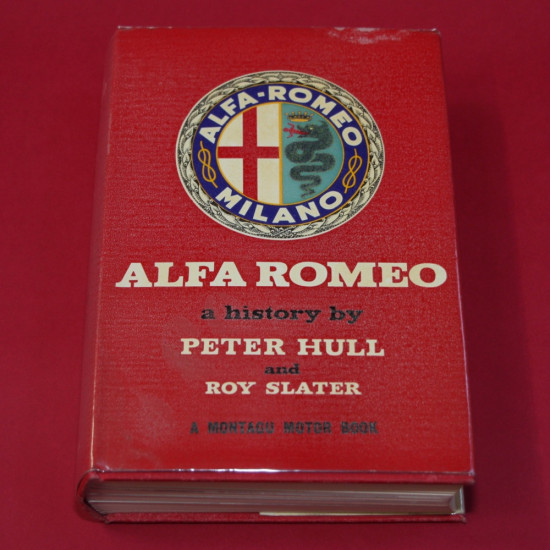 ALFA-ROMEO
MILANO
ALFA ROMEO
a history by
PETER HULL
and
ROY SLATER
A MONTAGU MOTOR BOOK